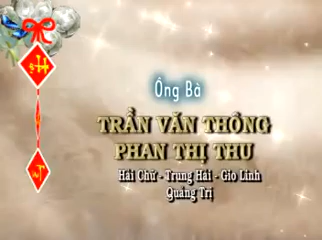 Ông Bà
TRẦN VĂN THÔNG
PHAN THỊ THU
Hải Chử - Trung Hải - Gio Linh
Quảng Trị